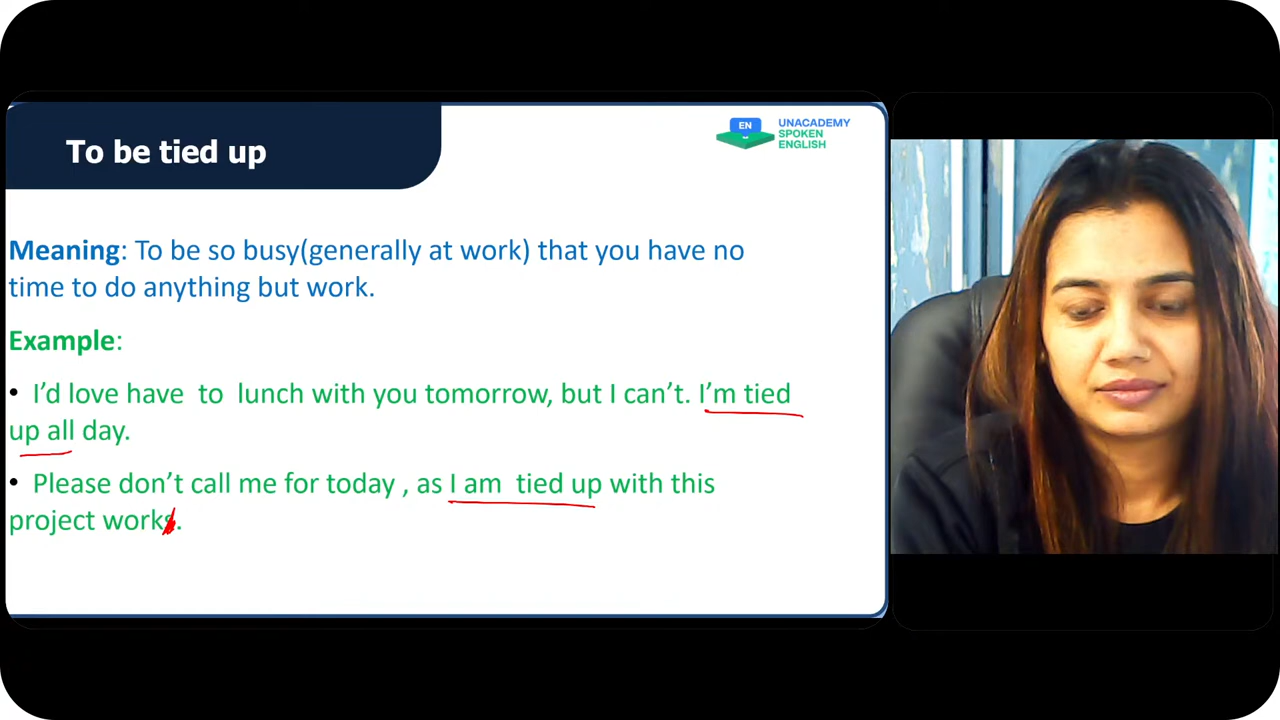 To be tied up
EN
UNACADEMY
SPOKEN
ENGLISH
Meaning: To be so busy(generally at work) that you have no
time to do anything but work.
Example:
• I'd love have to lunch with you tomorrow, but I can't. I'm tied
up all day.
• Please don't call me for today , as I am tied up with this
project works.